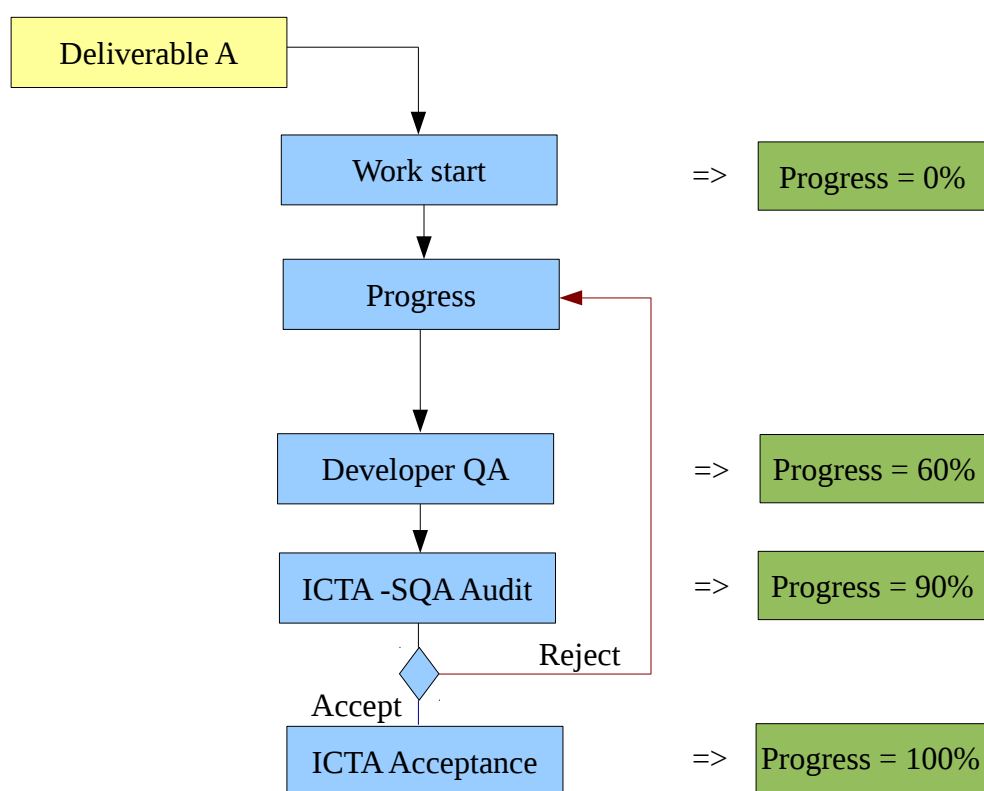 Deliverable A
Work start => Progress = 0%
Progress
Developer QA => Progress = 60%
ICTA -SQA Audit => Progress = 90%
Reject
Accept
ICTA Acceptance => Progress = 100%